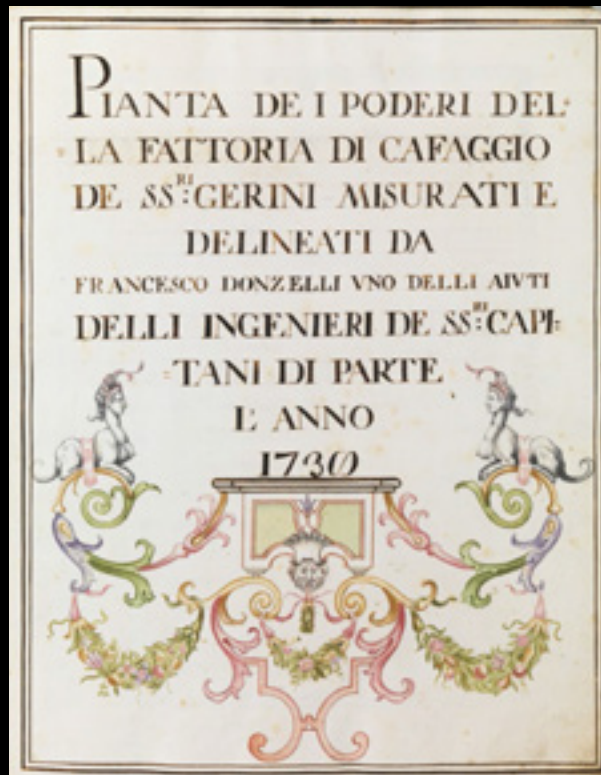 PIANTA DE I PODERI DEL=
LA FATTORIA DI CAFAGGIO
DE SS:RI GERINI MISURATI E
DELINEATI DA
FRANCESCO DONZELLI VNO DELLI AIVTI
DELLI INGENIERI DE SS:RI CAPI=
=TANI DI PARTE
L' ANNO
1730